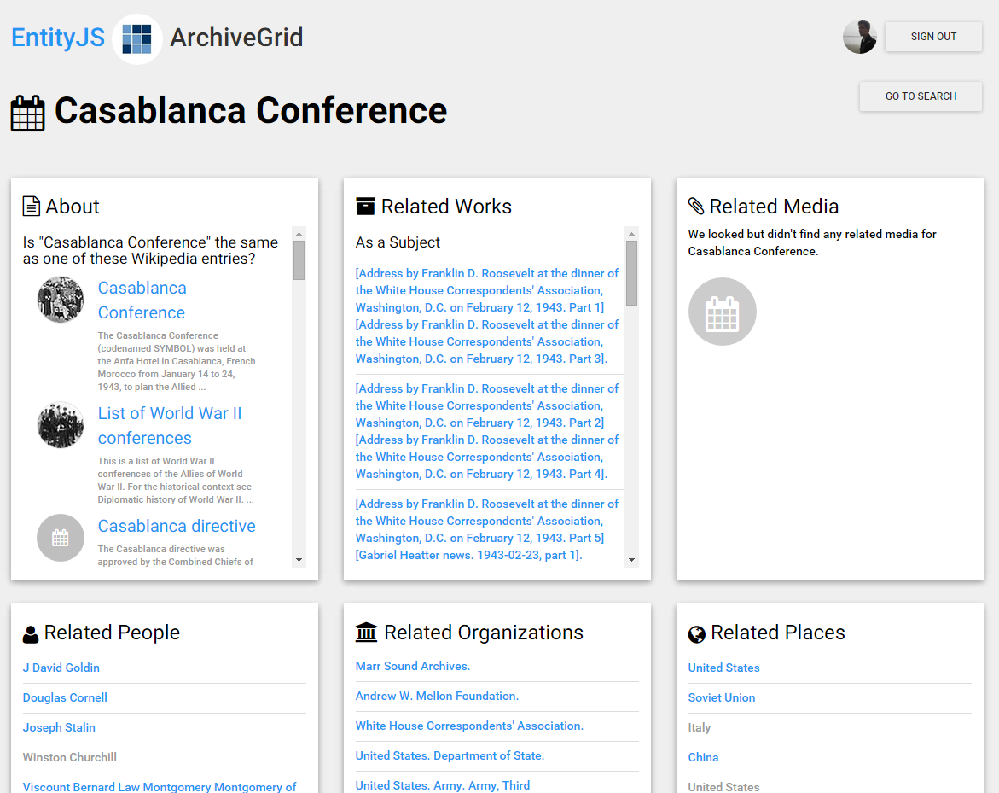 EntityJS ArchiveGrid
SIGN OUT
GO TO SEARCH
Casablanca Conference
About
Is "Casablanca Conference" the same
as one of these Wikipedia entries?
Casablanca
Conference
The Casablanca Conference
(codenamed SYMBOL) was held at
the Anfa Hotel in Casablanca, French
Morocco from January 14 to 24,
1943, to plan the Allied ...
List of World War II
conferences
This is a list of World War II
conferences of the Allies of World
War II. For the historical context see
Diplomatic history of World War II. ...
Casablanca directive
The Casablanca directive was
approved by the Combined Chiefs of
Related Works
As a Subject
[Address by Franklin D. Roosevelt at the dinner of
the White House Correspondents' Association,
Washington, D.C. on February 12, 1943. Part 1]
[Address by Franklin D. Roosevelt at the dinner of
the White House Correspondents' Association,
Washington, D.C. on February 12, 1943. Part 3].
[Address by Franklin D. Roosevelt at the dinner of
the White House Correspondents' Association,
Washington, D.C. on February 12, 1943. Part 2]
[Address by Franklin D. Roosevelt at the dinner of
the White House Correspondents' Association,
Washington, D.C. on February 12, 1943. Part 4].
[Address by Franklin D. Roosevelt at the dinner of
the White House Correspondents' Association,
Washington, D.C. on February 12, 1943. Part 5]
[Gabriel Heatter news. 1943-02-23, part 1].
Related Media
We looked but didn't find any related media for
Casablanca Conference.
Related People
J David Goldin
Douglas Cornell
Joseph Stalin
Winston Churchill
Viscount Bernard Law Montgomery Montgomery of
Related Organizations
Marr Sound Archives.
Andrew W. Mellon Foundation.
White House Correspondents' Association.
United States. Department of State.
United States. Army. Army, Third
Related Places
United States
Soviet Union
Italy
China
United States